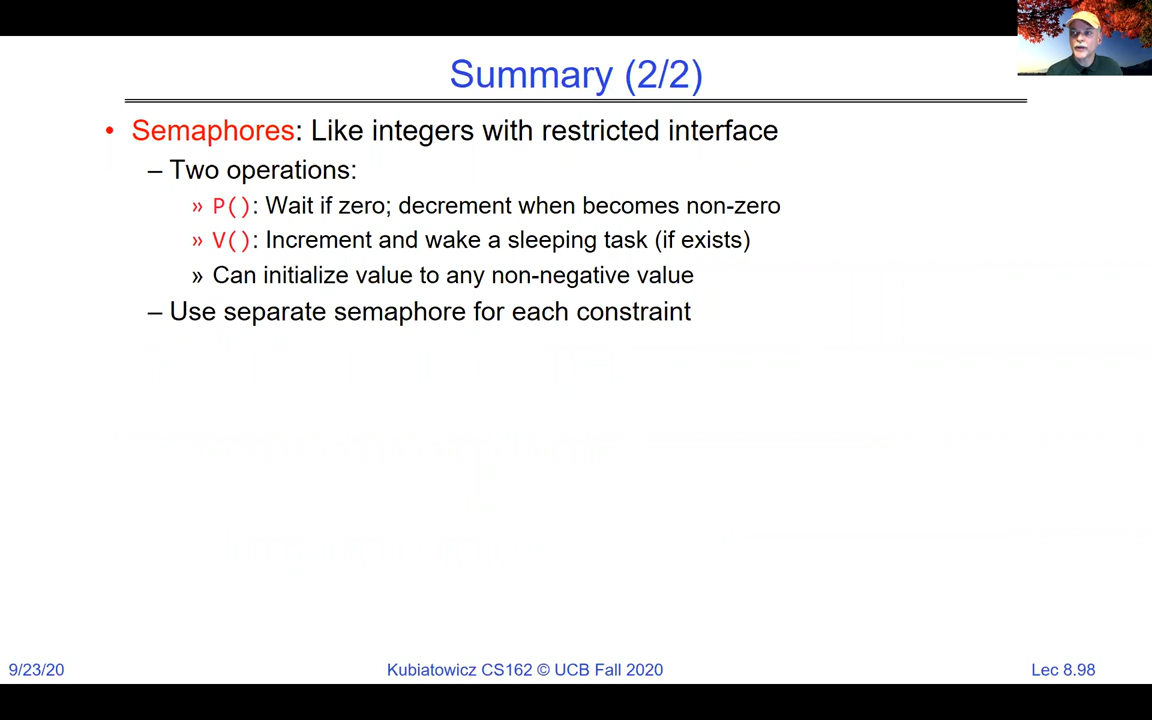 Summary (2/2)
• Semaphores: Like integers with restricted interface
– Two operations:
» P(): Wait if zero; decrement when becomes non-zero
» V(): Increment and wake a sleeping task (if exists)
» Can initialize value to any non-negative value
– Use separate semaphore for each constraint
9/23/20
Kubiatowicz CS162 © UCB Fall 2020
Lec 8.98